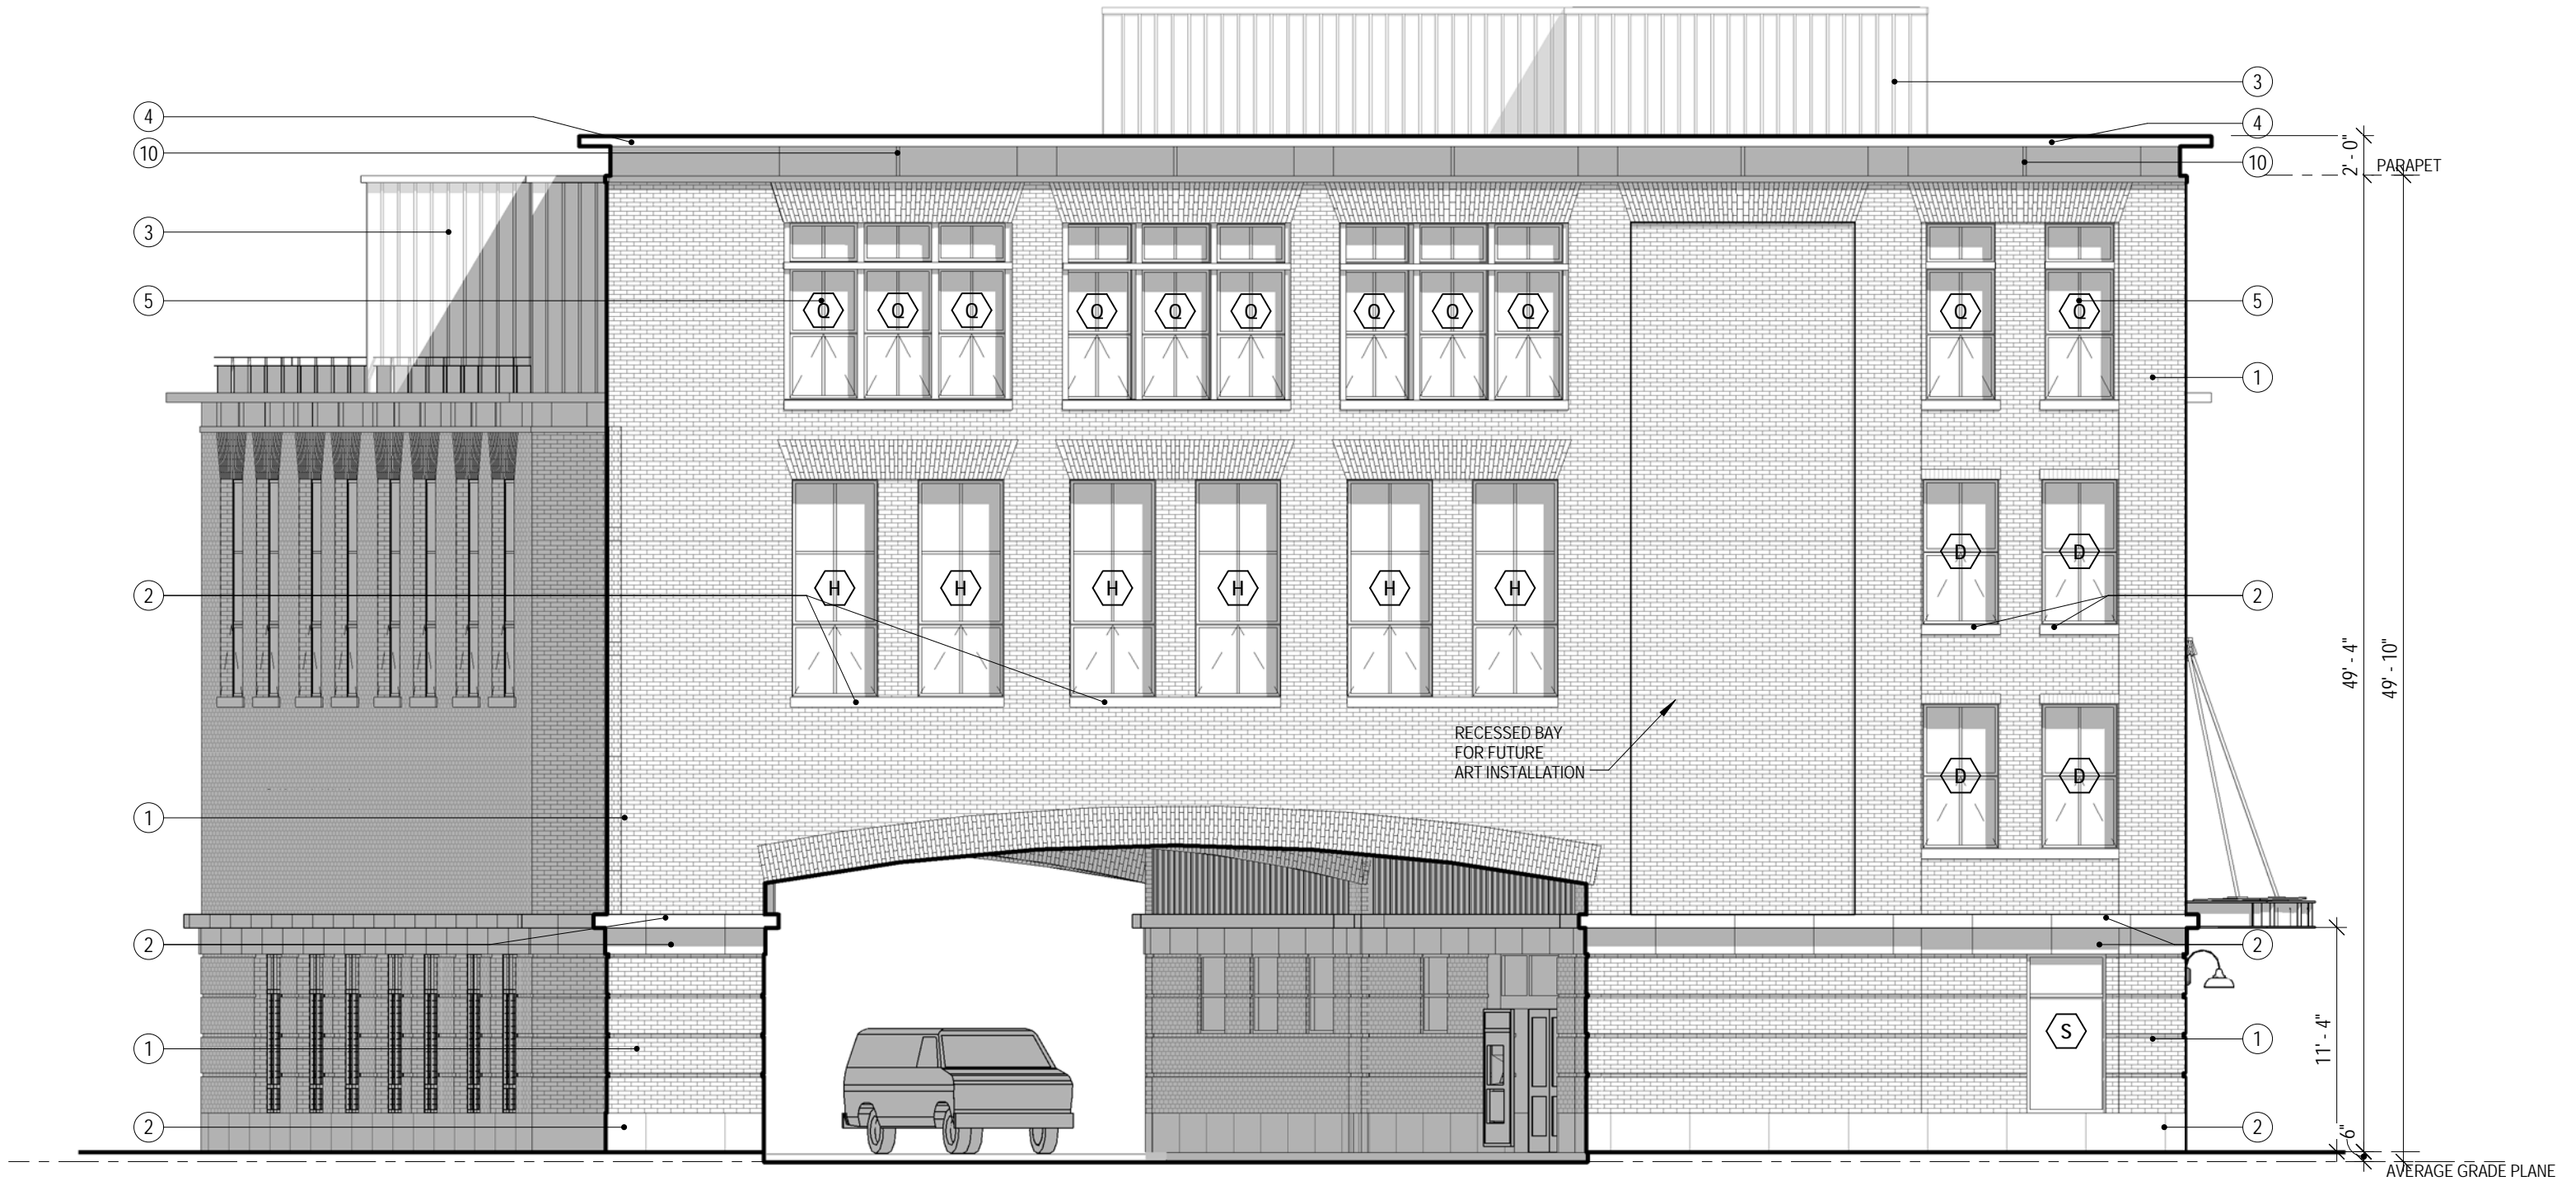 3
4
4
10
2' - 0"
10
PARAPET
3
5
Q Q Q Q Q Q Q Q Q Q Q
5
1
D D
H H H H H H
2
2
49' - 4"
49' - 10"
RECESSED BAY
FOR FUTURE
ART INSTALLATION
D D
1
2
2
S
1
1
11' - 4"
2
2
6"
AVERAGE GRADE PLANE